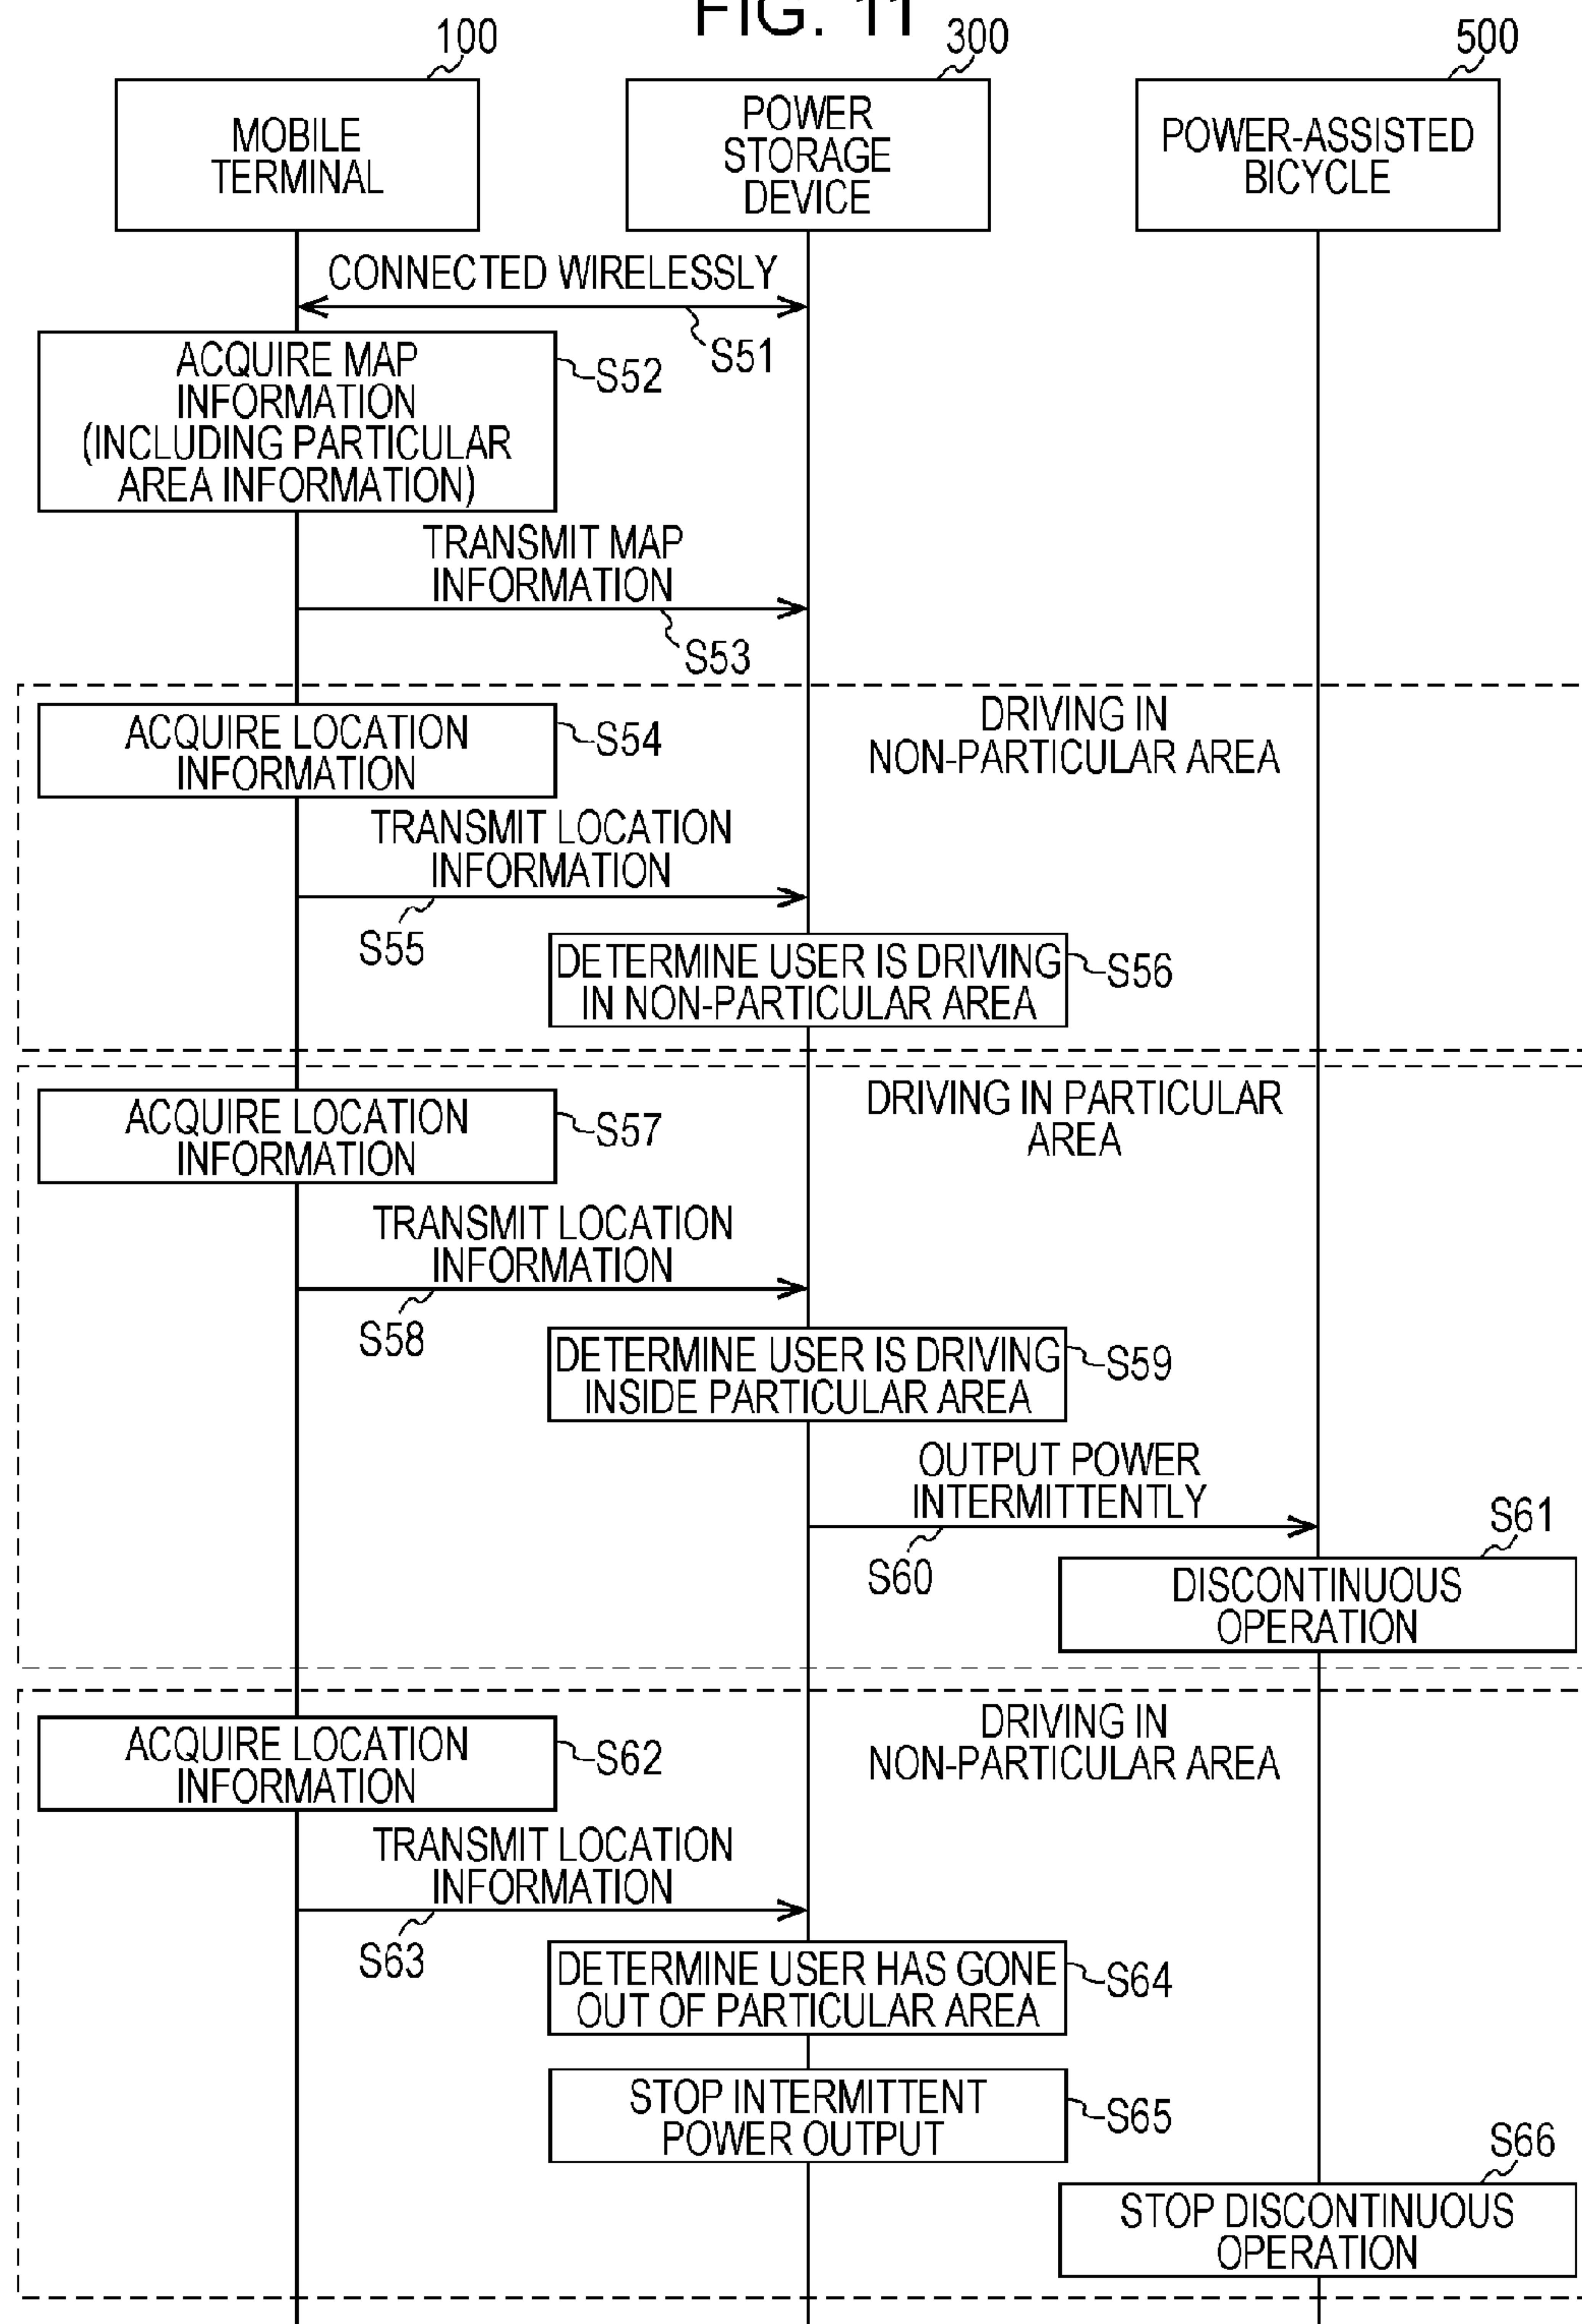 FIG. 11
100
300
500
MOBILE
TERMINAL
POWER
STORAGE
DEVICE
POWER-ASSISTED
BICYCLE
CONNECTED WIRELESSLY
S51
ACQUIRE MAP
INFORMATION
(INCLUDING PARTICULAR
AREA INFORMATION)
S52
TRANSMIT MAP
INFORMATION
S53
DRIVING IN
NON-PARTICULAR AREA
ACQUIRE LOCATION
INFORMATION
S54
TRANSMIT LOCATION
INFORMATION
S55
DETERMINE USER IS DRIVING
IN NON-PARTICULAR AREA
S56
DRIVING IN PARTICULAR
AREA
ACQUIRE LOCATION
INFORMATION
S57
TRANSMIT LOCATION
INFORMATION
S58
DETERMINE USER IS DRIVING
INSIDE PARTICULAR AREA
S59
OUTPUT POWER
INTERMITTENTLY
S60
S61
DISCONTINUOUS
OPERATION
DRIVING IN
NON-PARTICULAR AREA
ACQUIRE LOCATION
INFORMATION
S62
TRANSMIT LOCATION
INFORMATION
S63
DETERMINE USER HAS GONE
OUT OF PARTICULAR AREA
S64
STOP INTERMITTENT
POWER OUTPUT
S65
S66
STOP DISCONTINUOUS
OPERATION